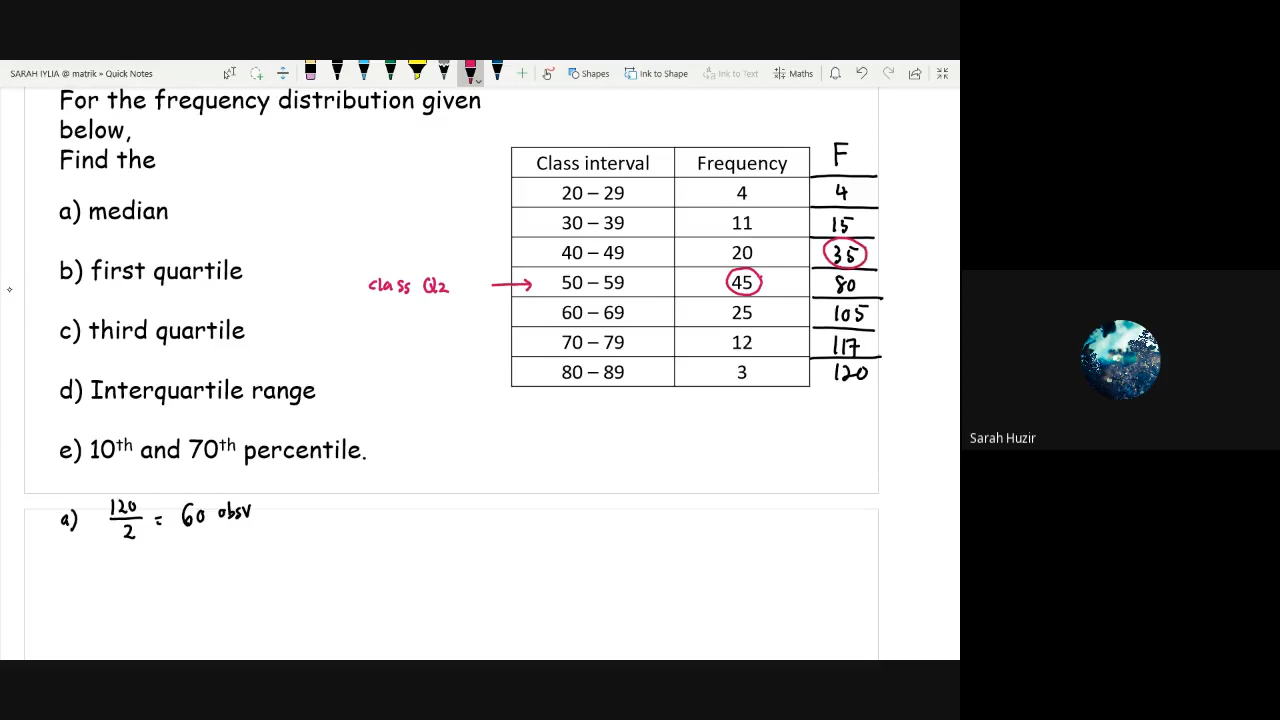 SARAH IYLIA @ matrik » Quick Notes
Shapes
Ink to Shape
Ink to Text
Maths
For the frequency distribution given
below,
Find the
a) median
b) first quartile
c) third quartile
d) Interquartile range
e) 10th and 70th percentile.
Class interval Frequency F
20 – 29 4 4
30 – 39 11 15
40 – 49 20 35
class Q2 → 50 – 59 45 80
60 – 69 25 105
70 – 79 12 117
80 – 89 3 120
a) 120/2 = 60 obsv
Sarah Huzir